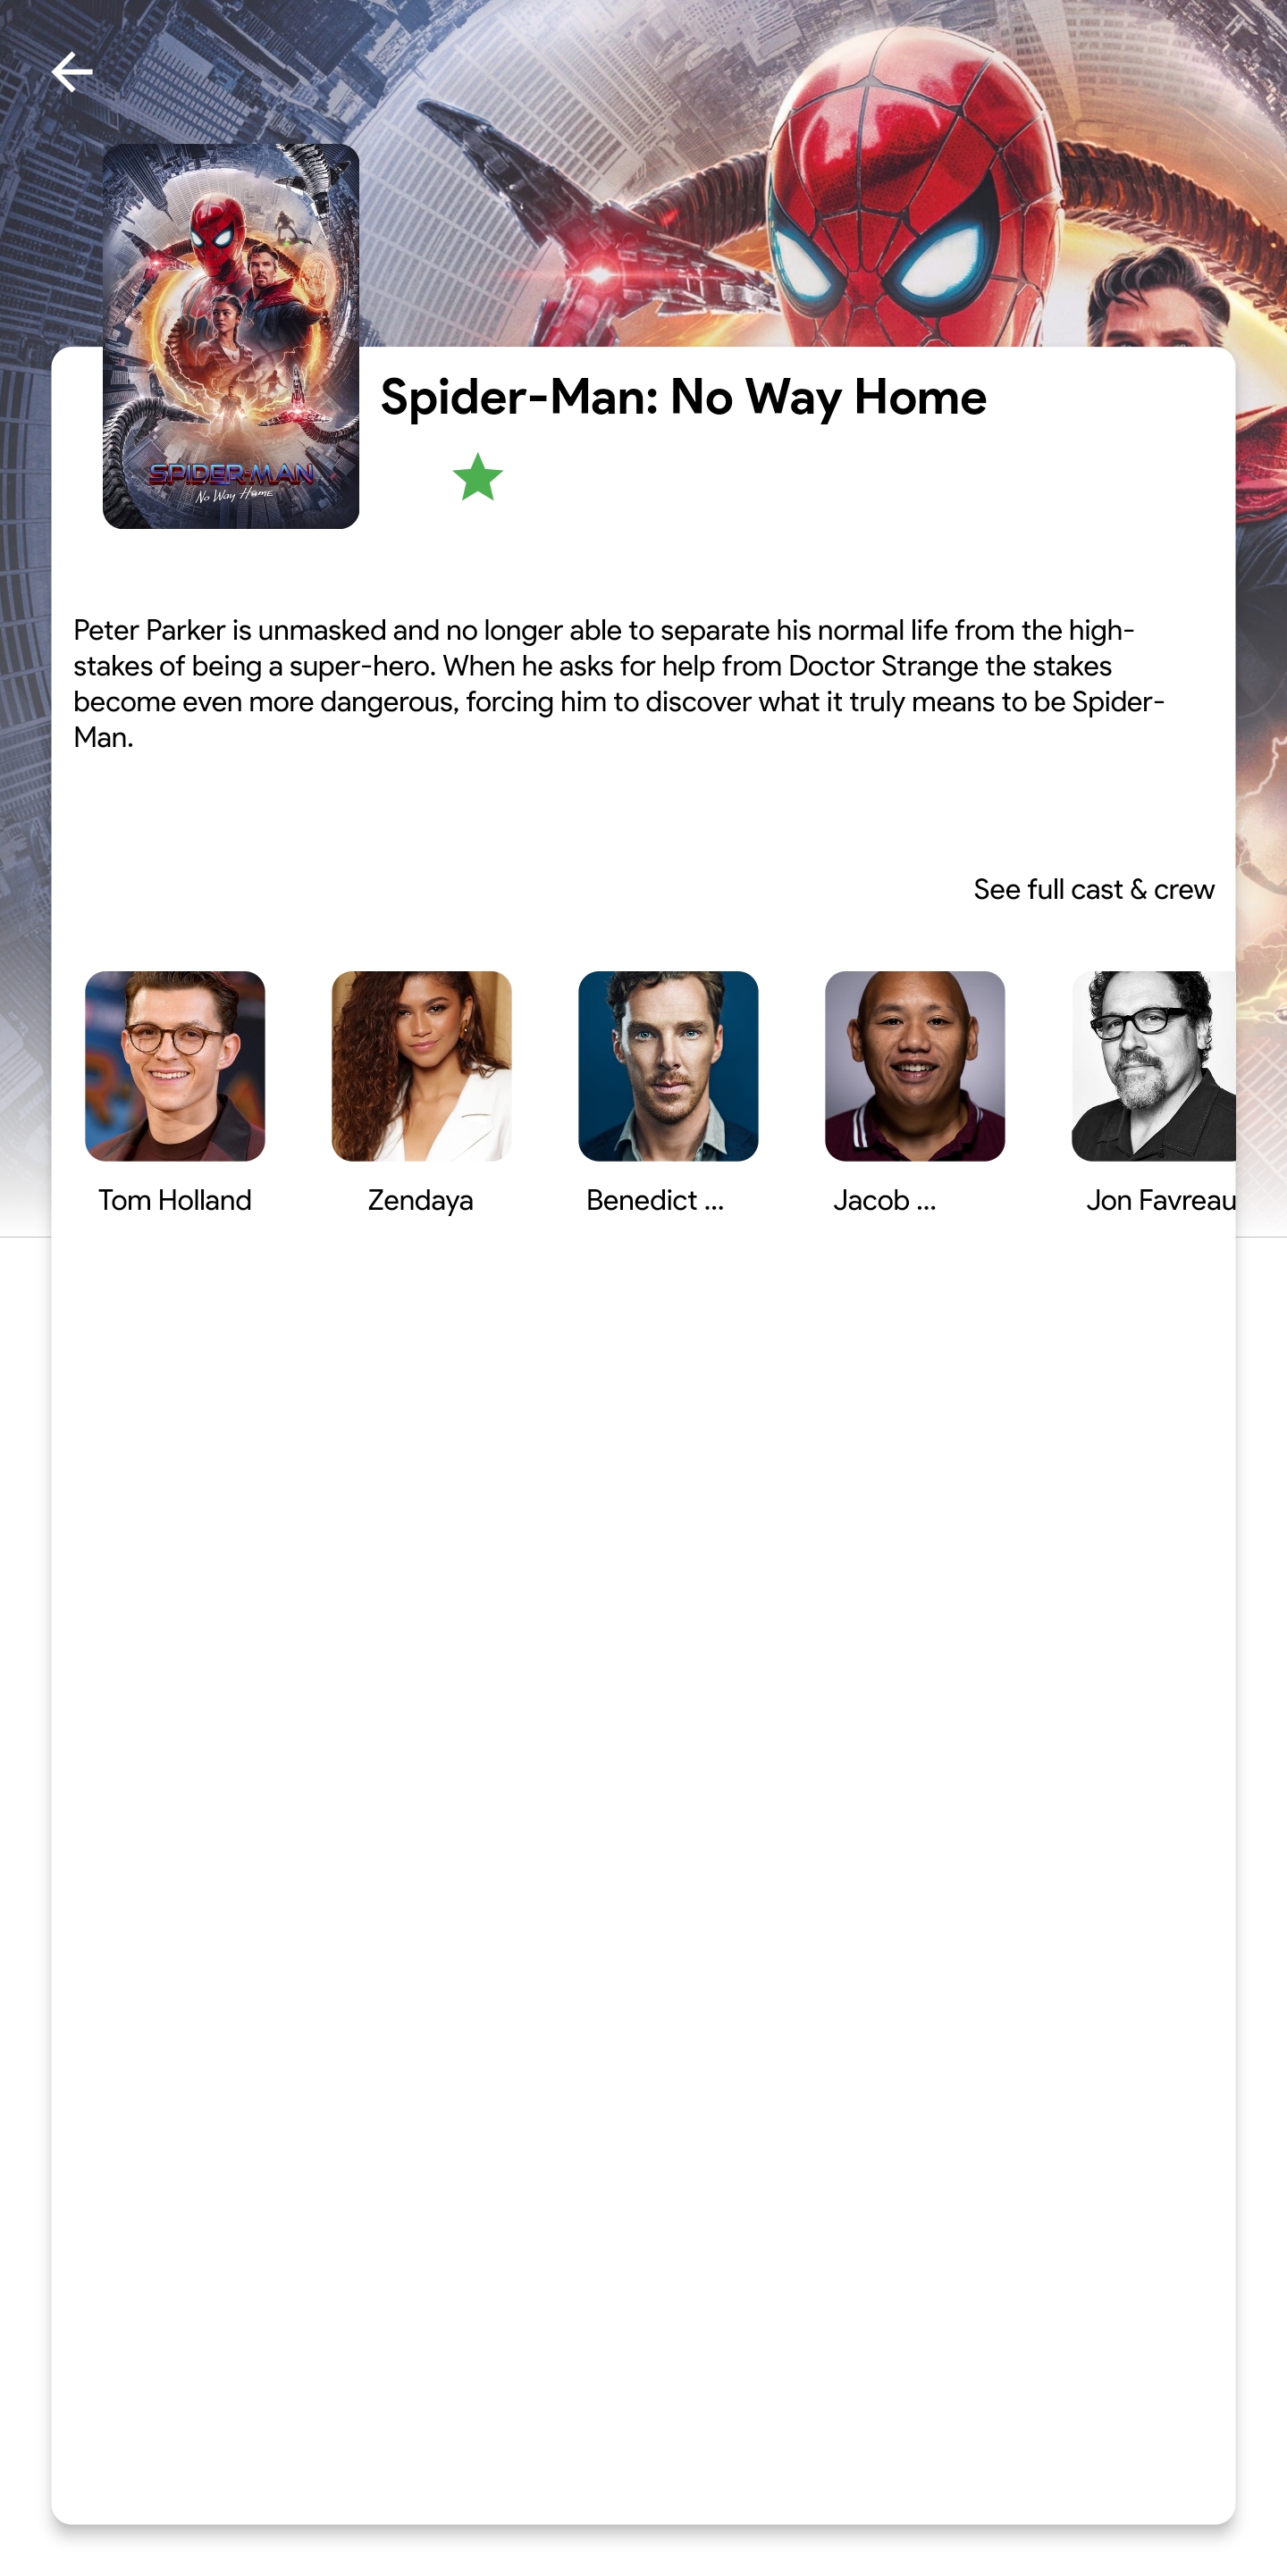 SPIDER-MAN
No Way Home
Spider-Man: No Way Home
Peter Parker is unmasked and no longer able to separate his normal life from the high-
stakes of being a super-hero. When he asks for help from Doctor Strange the stakes
become even more dangerous, forcing him to discover what it truly means to be Spider-
Man.
See full cast & crew
Tom Holland
Zendaya
Benedict ...
Jacob ...
Jon Favreau